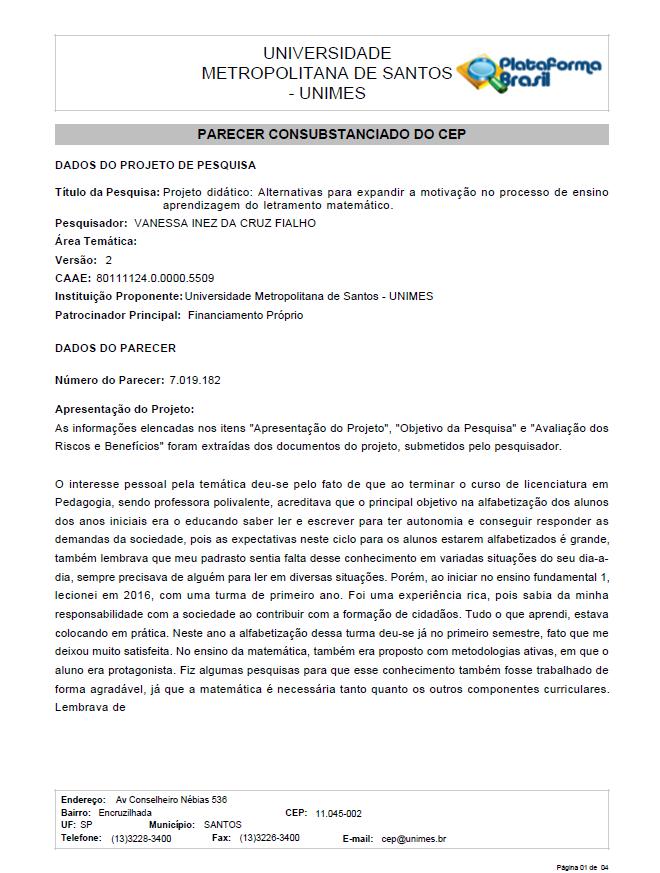 UNIVERSIDADE
METROPOLITANA DE SANTOS
- UNIMES
Plataforma
Brasil
PARECER CONSUBSTANCIADO DO CEP
DADOS DO PROJETO DE PESQUISA
Título da Pesquisa: Projeto didático: Alternativas para expandir a motivação no processo de ensino
aprendizagem do letramento matemático.
Pesquisador: VANESSA INEZ DA CRUZ FIALHO
Área Temática:
Versão: 2
CAAE: 80111124.0.0000.5509
Instituição Proponente: Universidade Metropolitana de Santos - UNIMES
Patrocinador Principal: Financiamento Próprio
DADOS DO PARECER
Número do Parecer: 7.019.182
Apresentação do Projeto:
As informações elencadas nos itens "Apresentação do Projeto", "Objetivo da Pesquisa" e "Avaliação dos
Riscos e Benefícios" foram extraídas dos documentos do projeto, submetidos pelo pesquisador.
O interesse pessoal pela temática deu-se pelo fato de que ao terminar o curso de licenciatura em
Pedagogia, sendo professora polivalente, acreditava que o principal objetivo na alfabetização dos alunos
dos anos iniciais era o educando saber ler e escrever para ter autonomia e conseguir responder as
demandas da sociedade, pois as expectativas neste ciclo para os alunos estarem alfabetizados é grande,
também lembrava que meu padrasto sentia falta desse conhecimento em variadas situações do seu dia-a-
dia, sempre precisava de alguém para ler em diversas situações. Porém, ao iniciar no ensino fundamental 1,
lecionei em 2016, com uma turma de primeiro ano. Foi uma experiência rica, pois sabia da minha
responsabilidade com a sociedade ao contribuir com a formação de cidadãos. Tudo o que aprendi, estava
colocando em prática. Neste ano a alfabetização dessa turma deu-se já no primeiro semestre, fato que me
deixou muito satisfeita. No ensino da matemática, também era proposto com metodologias ativas, em que o
aluno era protagonista. Fiz algumas pesquisas para que esse conhecimento também fosse trabalhado de
forma agradável, já que a matemática é necessária tanto quanto os outros componentes curriculares.
Lembrava de
Endereço: Av Conselheiro Nébias 536
Bairro: Encruzilhada CEP: 11.045-002
UF: SP Município: SANTOS
Telefone: (13)3228-3400 Fax: (13)3226-3400 E-mail: cep@unimes.br
Página 01 de 04